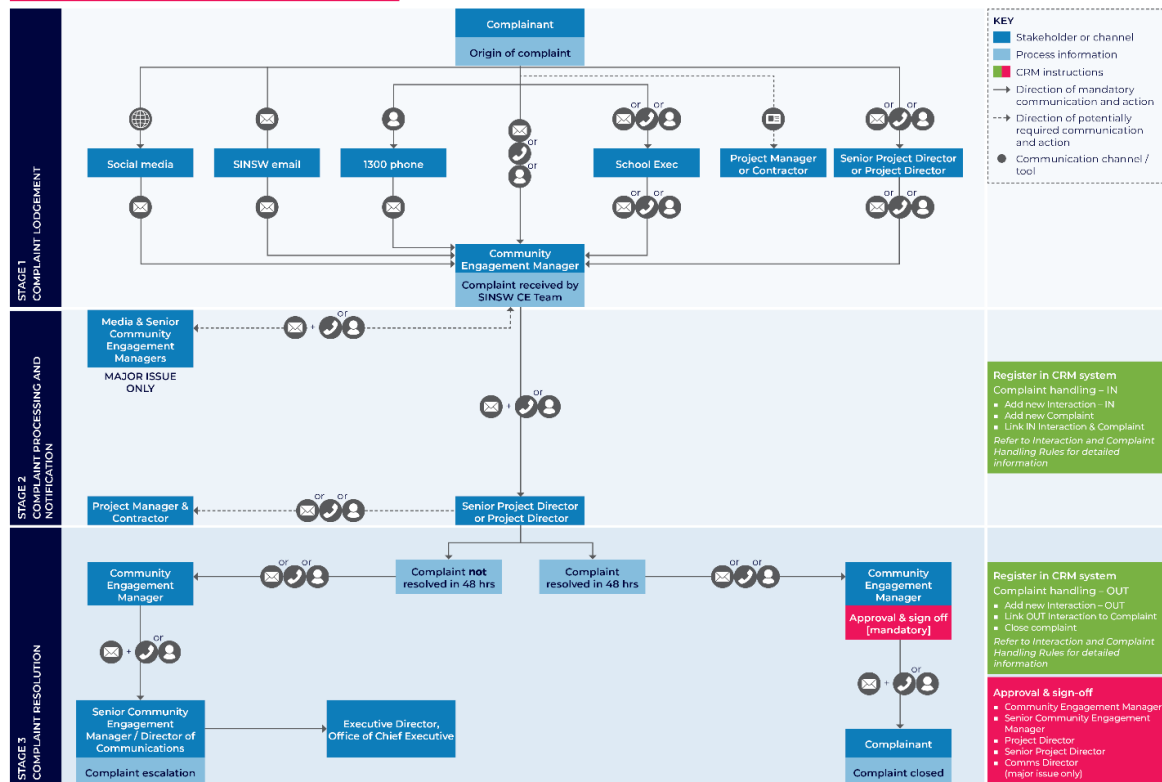 Complainant
Origin of complaint
or or
or or
or
or
Social media
SINSW email
1300 phone
School Exec
Project Manager
or Contractor
Senior Project Director
or Project Director
or or
or or
Community
Engagement Manager
Complaint received by
SINSW CE Team
STAGE 1
COMPLAINT LODGEMENT
KEY
Stakeholder or channel
Process information
CRM instructions
Direction of mandatory
communication and action
Direction of potentially
required communication
and action
Communication channel /
tool
STAGE 2
COMPLAINT PROCESSING AND
NOTIFICATION
Media & Senior
Community
Engagement
Managers
MAJOR ISSUE
ONLY
+ or
+ or
Project Manager &
Contractor
or or
Senior Project Director
or Project Director
Register in CRM system
Complaint handling – IN
▪ Add new Interaction – IN
▪ Add new Complaint
▪ Link IN Interaction & Complaint
Refer to Interaction and Complaint
Handling Rules for detailed
information
STAGE 3
COMPLAINT RESOLUTION
Community
Engagement
Manager
or or
Complaint not
resolved in 48 hrs
Complaint
resolved in 48 hrs
or or
Community
Engagement
Manager
Approval & sign off
[mandatory]
+ or
+ or
Senior Community
Engagement
Manager / Director of
Communications
Complaint escalation
Executive Director,
Office of Chief Executive
Complainant
Complaint closed
Register in CRM system
Complaint handling – OUT
▪ Add new Interaction – OUT
▪ Link OUT Interaction to Complaint
▪ Close complaint
Refer to Interaction and Complaint
Handling Rules for detailed
information
Approval & sign-off
▪ Community Engagement Manager
▪ Senior Community Engagement
Manager
▪ Project Director
▪ Senior Project Director
▪ Comms Director
(major issue only)